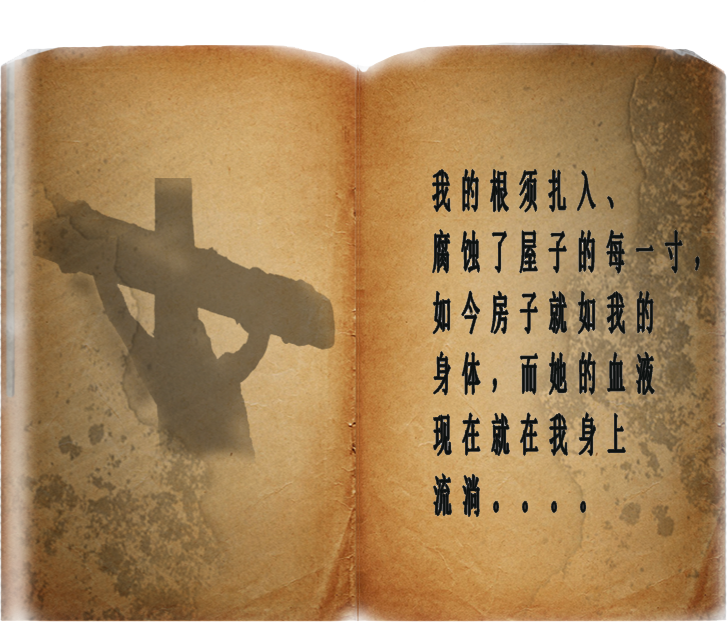 我的根须扎入、
腐蚀了屋子的每一寸，
如今房子就如我的
身体，而她的血液
现在就在我身上
流淌。。。。